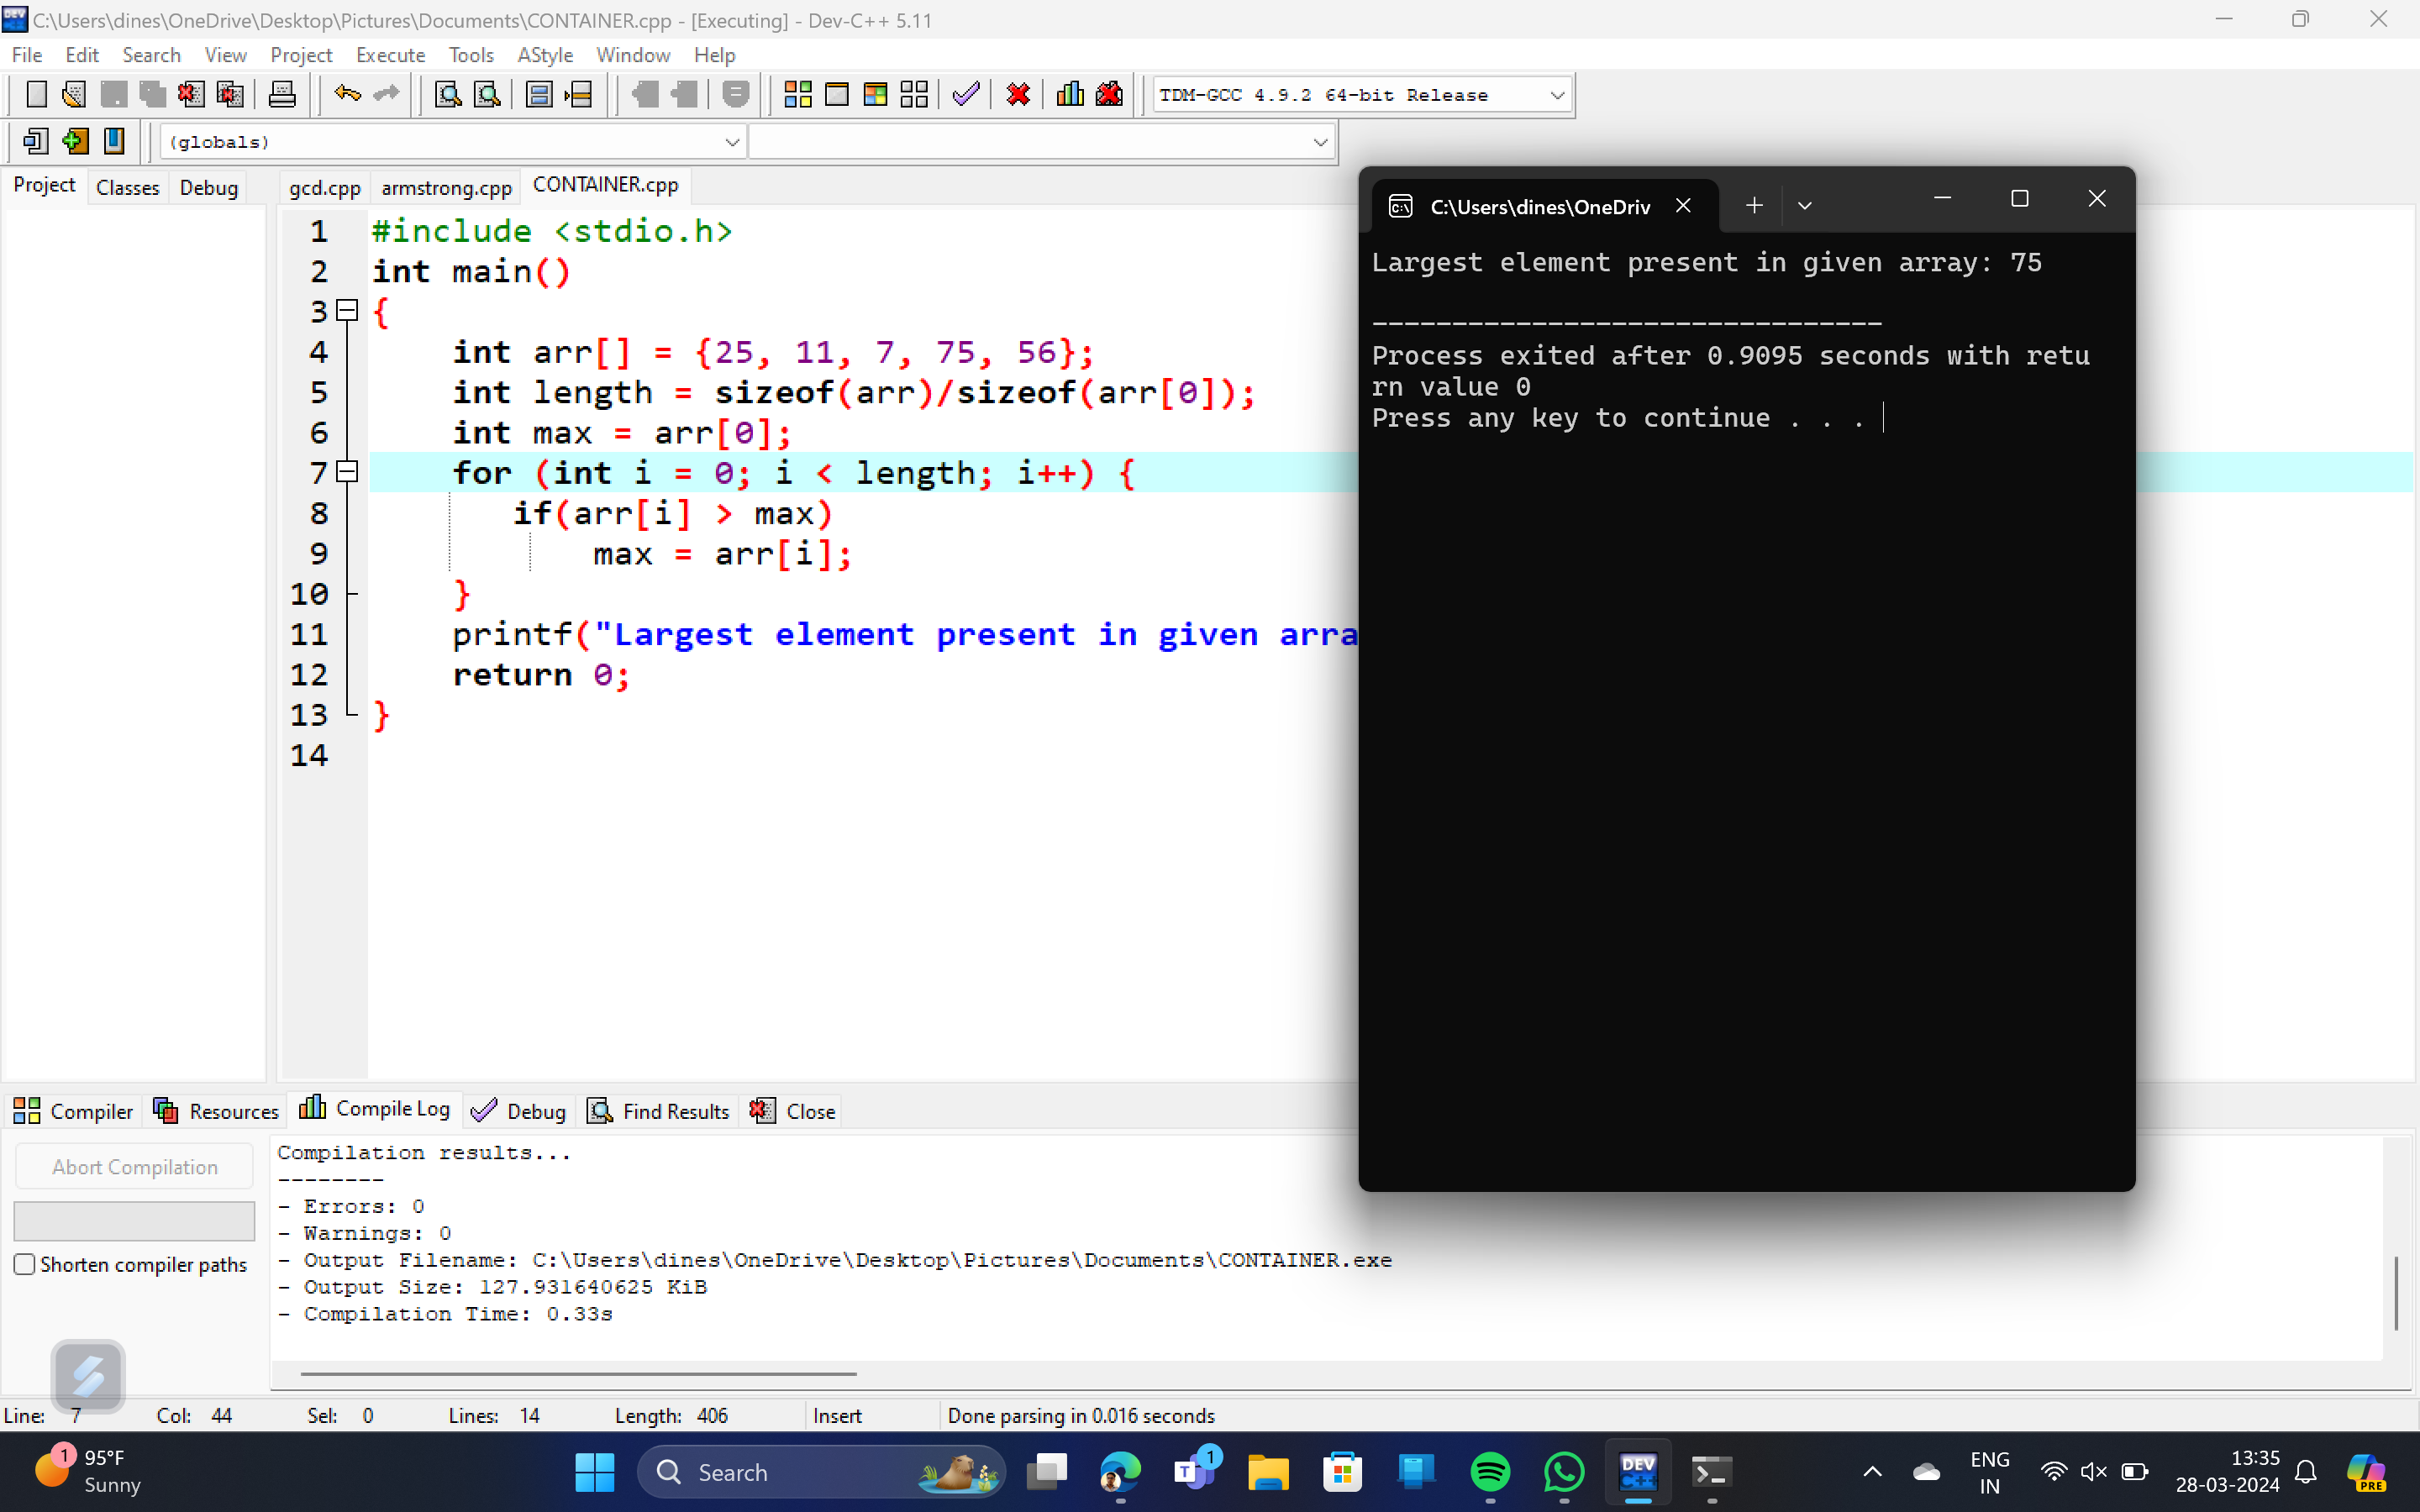 C:\Users\dines\OneDrive\Desktop\Pictures\Documents\CONTAINER.cpp - [Executing] - Dev-C++ 5.11
File Edit Search View Project Execute Tools AStyle Window Help
TDM-GCC 4.9.2 64-bit Release
(globals)
Project Classes Debug
gcd.cpp armstrong.cpp CONTAINER.cpp
1 #include <stdio.h>
2 int main()
3 {
4 int arr[] = {25, 11, 7, 75, 56};
5 int length = sizeof(arr)/sizeof(arr[0]);
6 int max = arr[0];
7 for (int i = 0; i < length; i++) {
8 if(arr[i] > max)
9 max = arr[i];
10 }
11 printf("Largest element present in given arra
12 return 0;
13 }
14
C:\Users\dines\OneDriv
Largest element present in given array: 75
--------------------------------
Process exited after 0.9095 seconds with retu
rn value 0
Press any key to continue . . .
Compiler Resources Compile Log Debug Find Results Close
Abort Compilation
Shorten compiler paths
Compilation results...
--------
- Errors: 0
- Warnings: 0
- Output Filename: C:\Users\dines\OneDrive\Desktop\Pictures\Documents\CONTAINER.exe
- Output Size: 127.931640625 KiB
- Compilation Time: 0.33s
Line: 7 Col: 44 Sel: 0 Lines: 14 Length: 406 Insert Done parsing in 0.016 seconds
1
95°F
Sunny
Search
T
1
DEV
C++
ENG
IN
13:35
28-03-2024
PRE